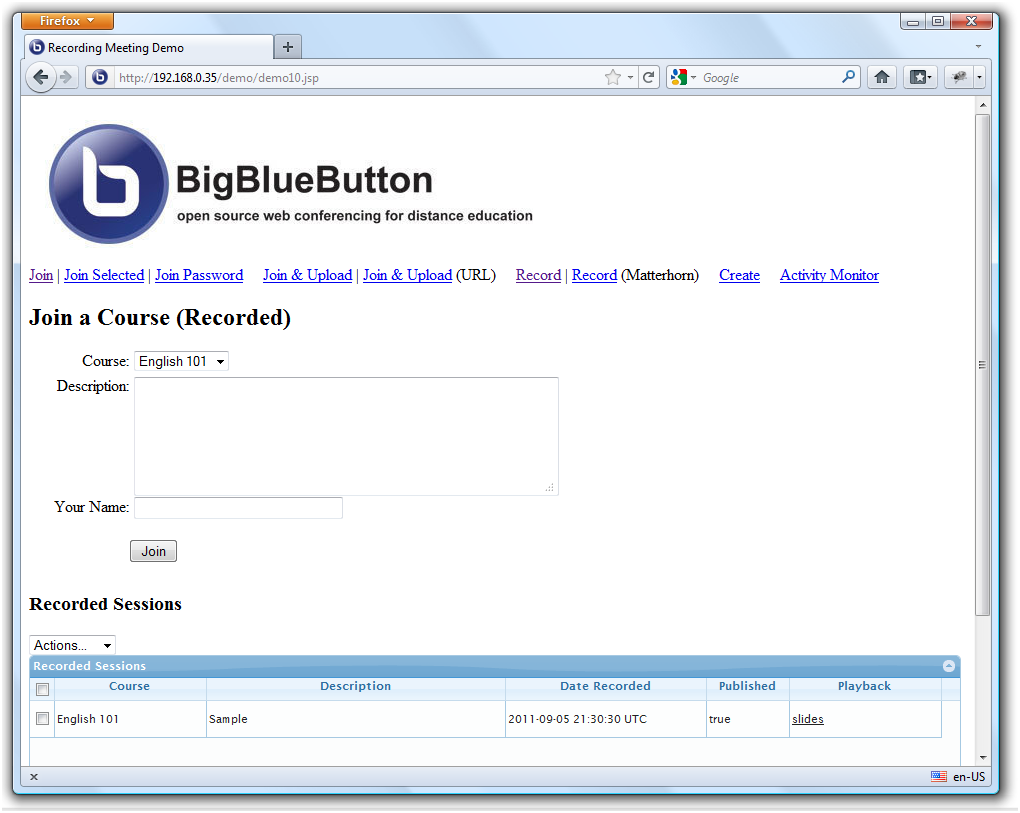 Firefox
Recording Meeting Demo
http://192.168.0.35/demo/demo10.jsp
Google
BigBlueButton
open source web conferencing for distance education
Join | Join Selected | Join Password Join & Upload | Join & Upload (URL) Record | Record (Matterhorn) Create Activity Monitor
Join a Course (Recorded)
Course: English 101
Description:
Your Name:
Join
Recorded Sessions
Actions...
Recorded Sessions
Course Description Date Recorded Published Playback
English 101 Sample 2011-09-05 21:30:30 UTC true slides
x en-US